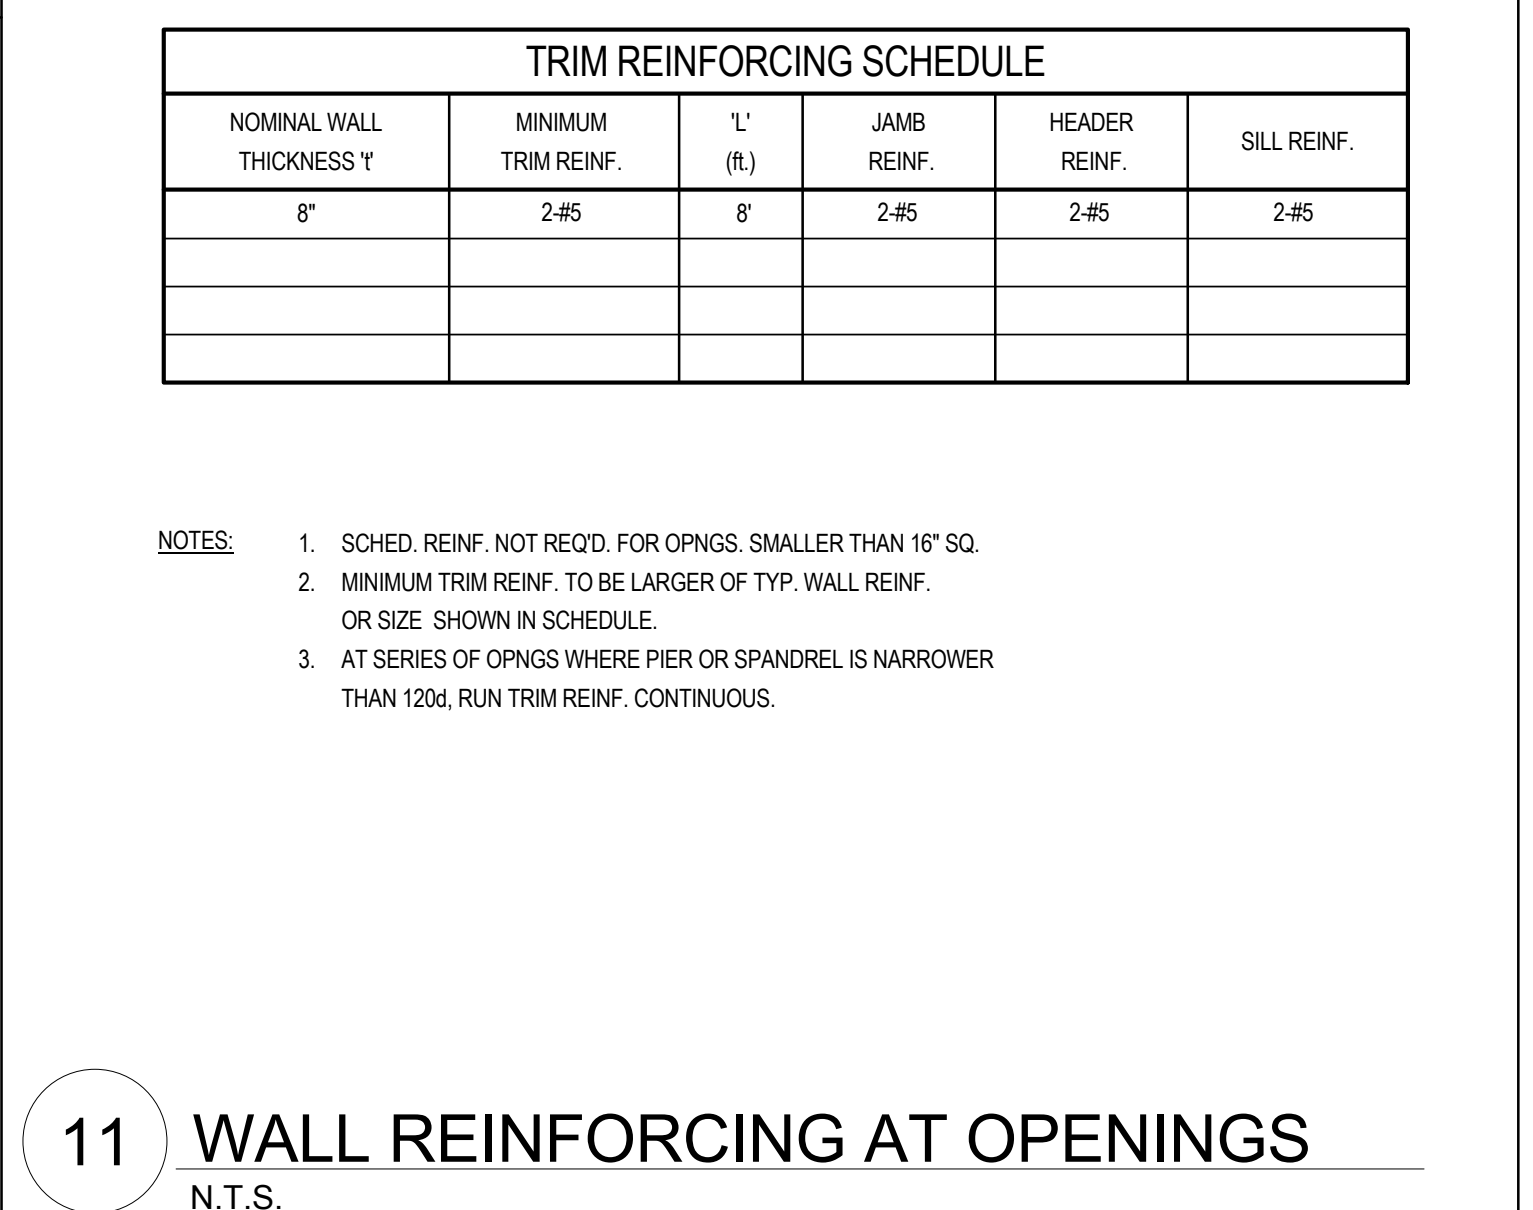 TRIM REINFORCING SCHEDULE
NOMINAL WALL THICKNESS 't' MINIMUM TRIM REINF. 'L' (ft.) JAMB REINF. HEADER REINF. SILL REINF.
8" 2-#5 8' 2-#5 2-#5 2-#5
NOTES: 1. SCHED. REINF. NOT REQ'D. FOR OPNGS. SMALLER THAN 16" SQ.
2. MINIMUM TRIM REINF. TO BE LARGER OF TYP. WALL REINF.
OR SIZE SHOWN IN SCHEDULE.
3. AT SERIES OF OPNGS WHERE PIER OR SPANDREL IS NARROWER
THAN 120d, RUN TRIM REINF. CONTINUOUS.
11 WALL REINFORCING AT OPENINGS
N.T.S.